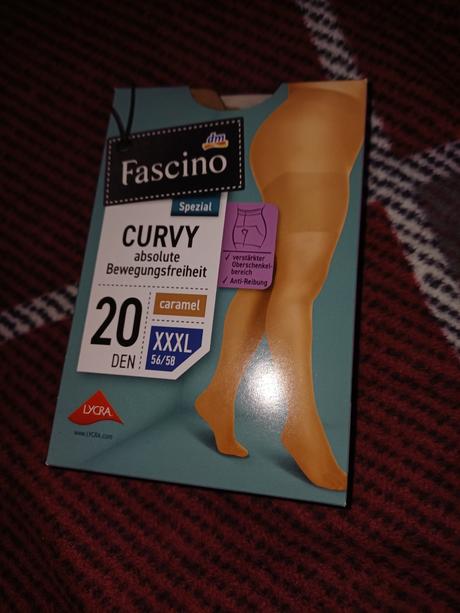 dm
Fascino
Spezial
CURVY
absolute
Bewegungsfreiheit
✓ verstärkter
Oberschenkel-
bereich
✓ Anti-Reibung
20
DEN
caramel
XXXL
56/58
LYCRA
www.LYCRA.com